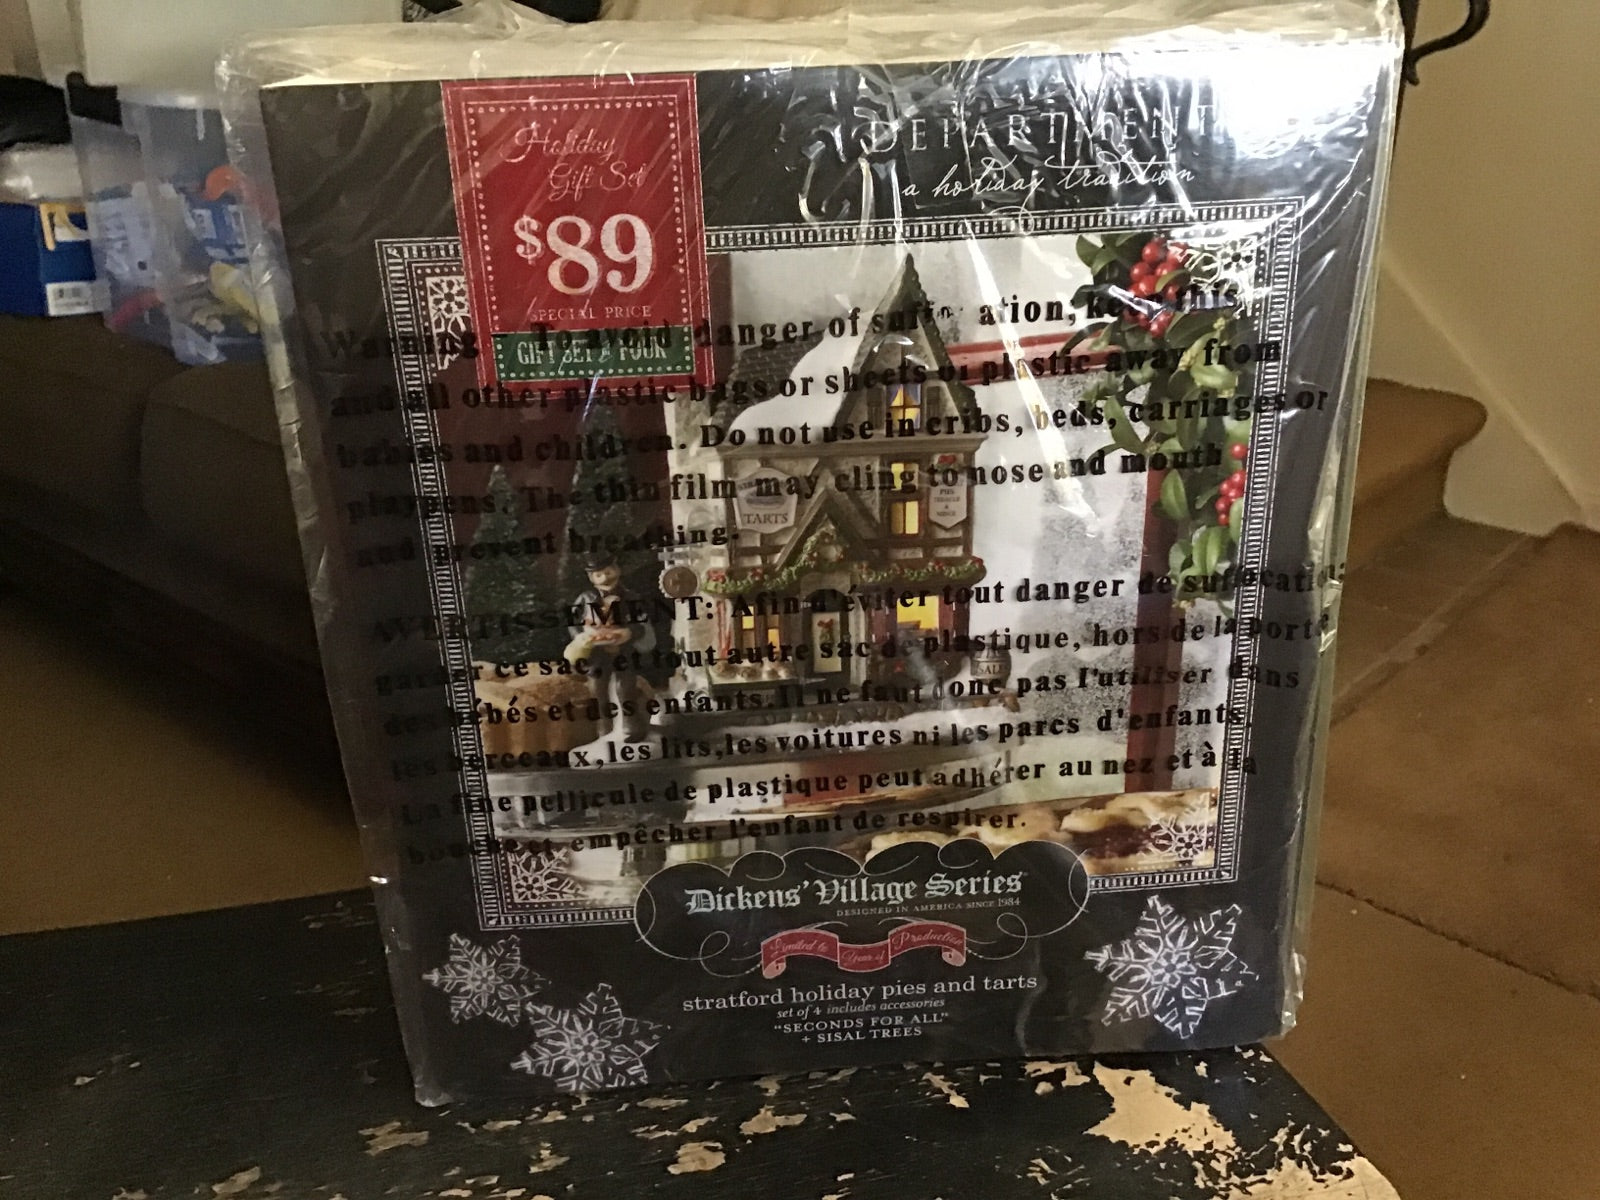 Holiday
Gift Set
$89
SPECIAL PRICE
GIFT SET OF FOUR
DEPARTMENT
a holiday tradition
Warning To avoid danger of suffocation, keep this
and all other plastic bags or sheets of plastic away from
babies and children. Do not use in cribs, beds, carriages or
playpens. The thin film may cling to nose and mouth
and prevent breathing.
AVERTISSEMENT: Afin d'éviter tout danger de suffocation
garder ce sac, et tout autre sac de plastique, hors de la porté
des bébés et des enfants. Il ne faut donc pas l'utiliser dans
les berceaux, les lits, les voitures ni les parcs d'enfants.
La fine pellicule de plastique peut adhérer au nez et à la
bouche et empêcher l'enfant de respirer.
TARTS
PIES
SALE
Dickens' Village Series
DESIGNED IN AMERICA SINCE 1984
Limited to Year of Production
stratford holiday pies and tarts
set of 4 includes accessories
"SECONDS FOR ALL"
+ SISAL TREES